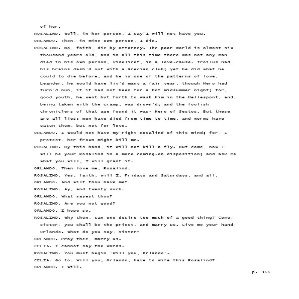 of her.
ROSALIND. Well, in her person, I say I will not have you.
ORLANDO. Then, in mine own person, I die.
ROSALIND. No, faith, die by attorney. The poor world is almost six
thousand years old, and in all this time there was not any man
died in his own person, videlicet, in a love-cause. Troilus had
his brains dash'd out with a Grecian club; yet he did what he
could to die before, and he is one of the patterns of love.
Leander, he would have liv'd many a fair year, though Hero had
turn'd nun, if it had not been for a hot midsummer night; for,
good youth, he went but forth to wash him in the Hellespont, and,
being taken with the cramp, was drown'd; and the foolish
chroniclers of that age found it was- Hero of Sestos. But these
are all lies: men have died from time to time, and worms have
eaten them, but not for love.
ORLANDO. I would not have my right Rosalind of this mind; for, I
protest, her frown might kill me.
ROSALIND. By this hand, it will not kill a fly. But come, now I
will be your Rosalind in a more coming-on disposition; and ask me
what you will, I will grant it.
ORLANDO. Then love me, Rosalind.
ROSALIND. Yes, faith, will I, Fridays and Saturdays, and all.
ORLANDO. And wilt thou have me?
ROSALIND. Ay, and twenty such.
ORLANDO. What sayest thou?
ROSALIND. Are you not good?
ORLANDO. I hope so.
ROSALIND. Why then, can one desire too much of a good thing? Come,
sister, you shall be the priest, and marry us. Give me your hand,
Orlando. What do you say, sister?
ORLANDO. Pray thee, marry us.
CELIA. I cannot say the words.
ROSALIND. You must begin 'Will you, Orlando'-
CELIA. Go to. Will you, Orlando, have to wife this Rosalind?
ORLANDO. I will.